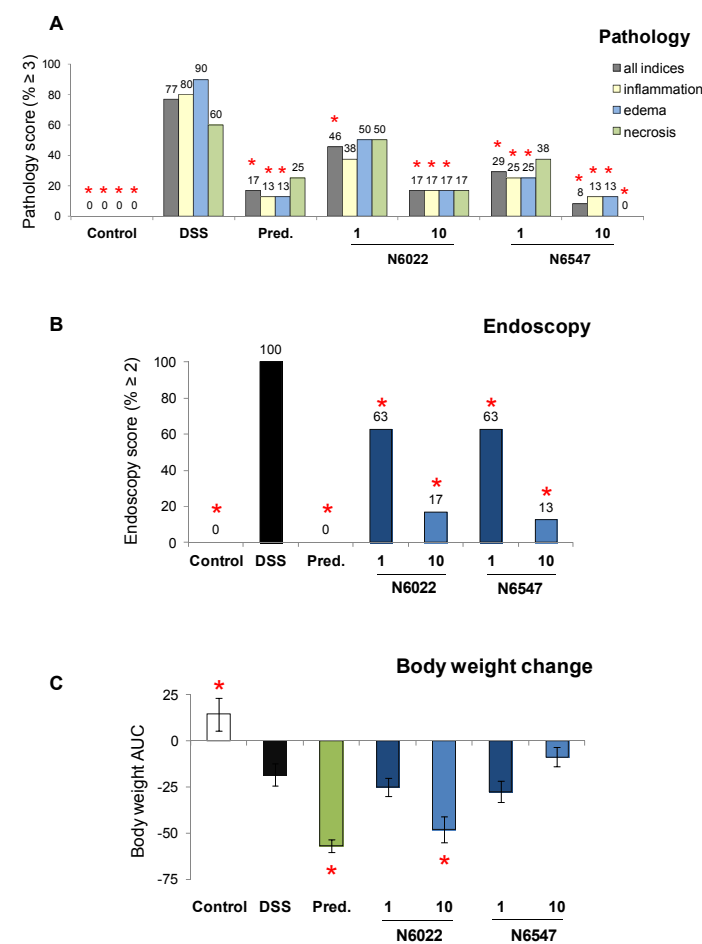 A
Pathology
all indices
inflammation
edema
necrosis
Pathology score (% ≥ 3)
100
80
60
40
20
0
* * * *
0 0 0 0
77 80 90 60
* * *
17 13 13 25
*
46 38 50 50
* * *
17 17 17 17
* * *
29 25 25 38
* * * *
8 13 13 0
Control DSS Pred. 1 10 1 10
N6022 N6547
B
Endoscopy
Endoscopy score (% ≥ 2)
100
80
60
40
20
0
* * * * * *
0 100 0 63 17 63 13
Control DSS Pred. 1 10 1 10
N6022 N6547
C
Body weight change
Body weight AUC
25
0
-25
-50
-75
* * *
Control DSS Pred. 1 10 1 10
N6022 N6547